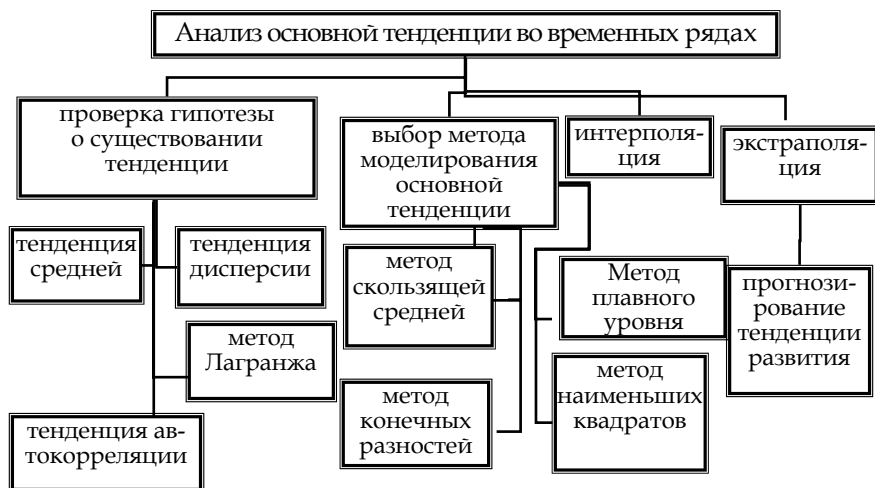 Анализ основной тенденции во временных рядах
проверка гипотезы
о существовании
тенденции
выбор метода
моделирования
основной
тенденции
интерполя-
ция
экстраполя-
ция
тенденция
средней
тенденция
дисперсии
метод
скользящей
средней
Метод
плавного
уровня
прогнози-
рование
тенденции
развития
метод
Лагранжа
метод
конечных
разностей
метод
наименьших
квадратов
тенденция ав-
токорреляции